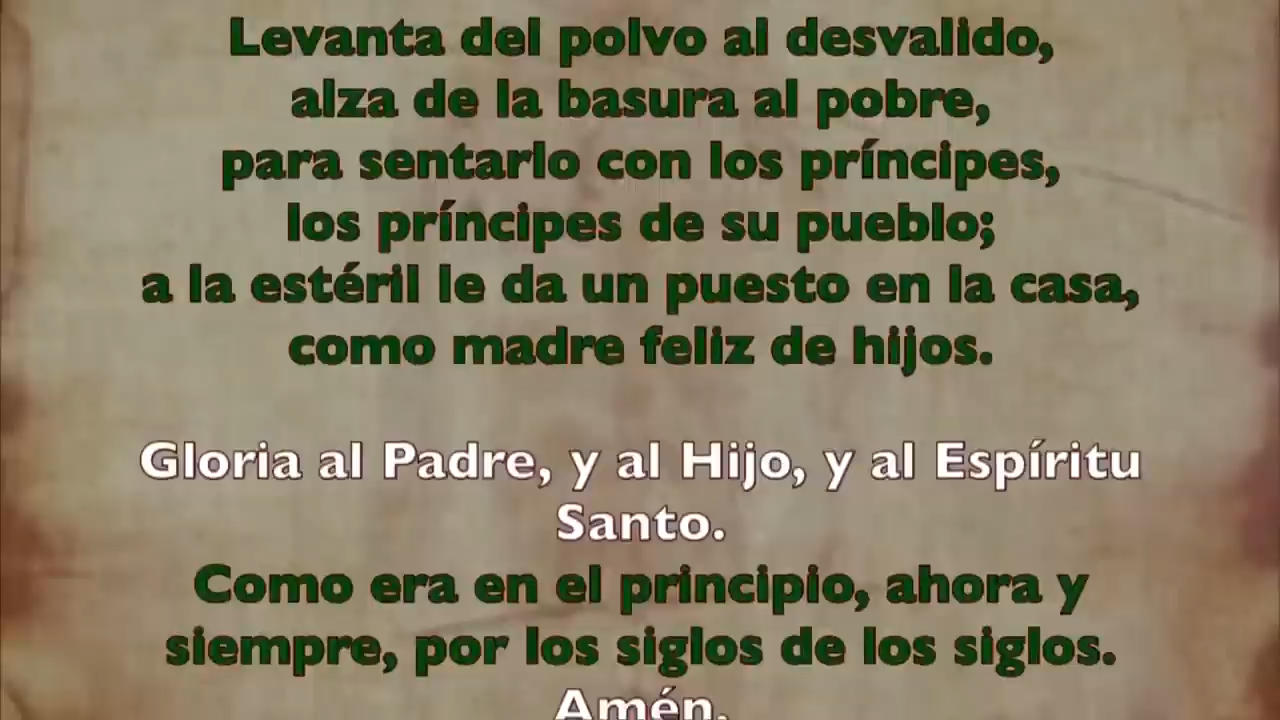 Levanta del polvo al desvalido,
alza de la basura al pobre,
para sentarlo con los príncipes,
los príncipes de su pueblo;
a la estéril le da un puesto en la casa,
como madre feliz de hijos.
Gloria al Padre, y al Hijo, y al Espíritu
Santo.
Como era en el principio, ahora y
siempre, por los siglos de los siglos.
Amén.